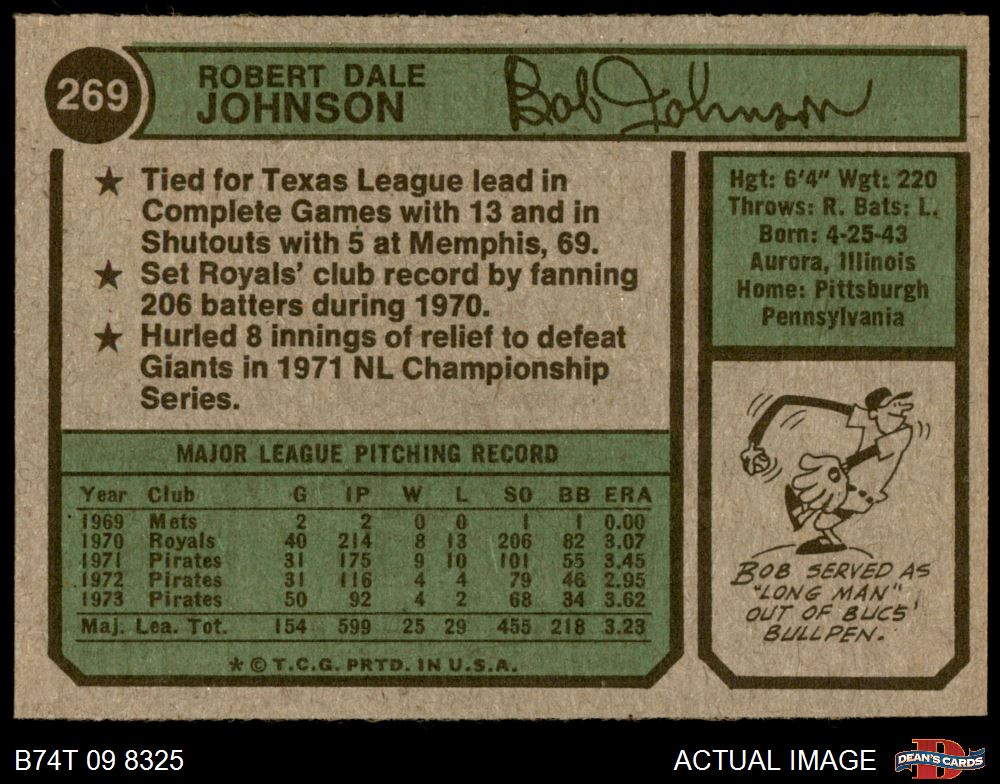 269
ROBERT DALE
JOHNSON
Bob Johnson
★ Tied for Texas League lead in
Complete Games with 13 and in
Shutouts with 5 at Memphis, 69.
★ Set Royals' club record by fanning
206 batters during 1970.
★ Hurled 8 innings of relief to defeat
Giants in 1971 NL Championship
Series.
Hgt: 6'4" Wgt: 220
Throws: R. Bats: L.
Born: 4-25-43
Aurora, Illinois
Home: Pittsburgh
Pennsylvania
MAJOR LEAGUE PITCHING RECORD
Year Club G IP W L SO BB ERA
1969 Mets 2 2 0 0 1 1 0.00
1970 Royals 40 214 8 13 206 82 3.07
1971 Pirates 31 175 9 10 101 55 3.45
1972 Pirates 31 116 4 4 79 46 2.95
1973 Pirates 50 92 4 2 68 34 3.62
Maj. Lea. Tot. 154 599 25 29 455 218 3.23
* © T.C.G. PRTD. IN U.S.A.
BOB SERVED AS
"LONG MAN"
OUT OF BUCS'
BULLPEN.
B74T 09 8325
ACTUAL IMAGE
DEAN'S CARDS